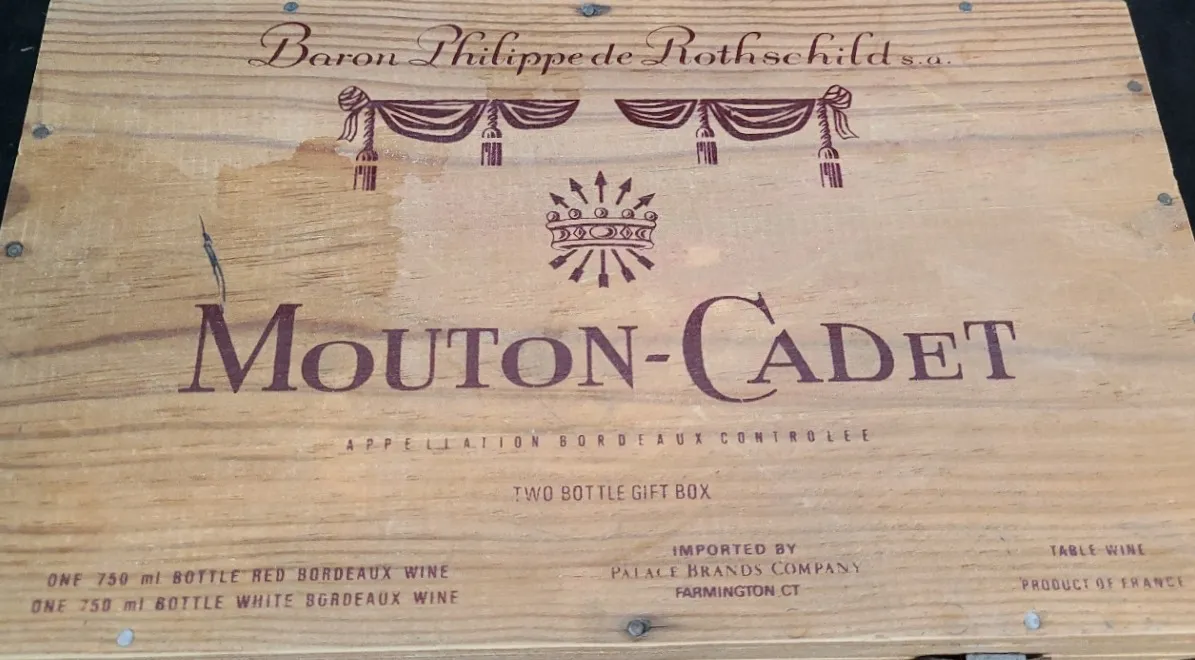 Baron Philippe de Rothschild s.a.
MOUTON-CADET
APPELLATION BORDEAUX CONTROLEE
TWO BOTTLE GIFT BOX
ONE 750 ml BOTTLE RED BORDEAUX WINE
ONE 750 ml BOTTLE WHITE BORDEAUX WINE
IMPORTED BY
PALACE BRANDS COMPANY
FARMINGTON CT
TABLE WINE
PRODUCT OF FRANCE